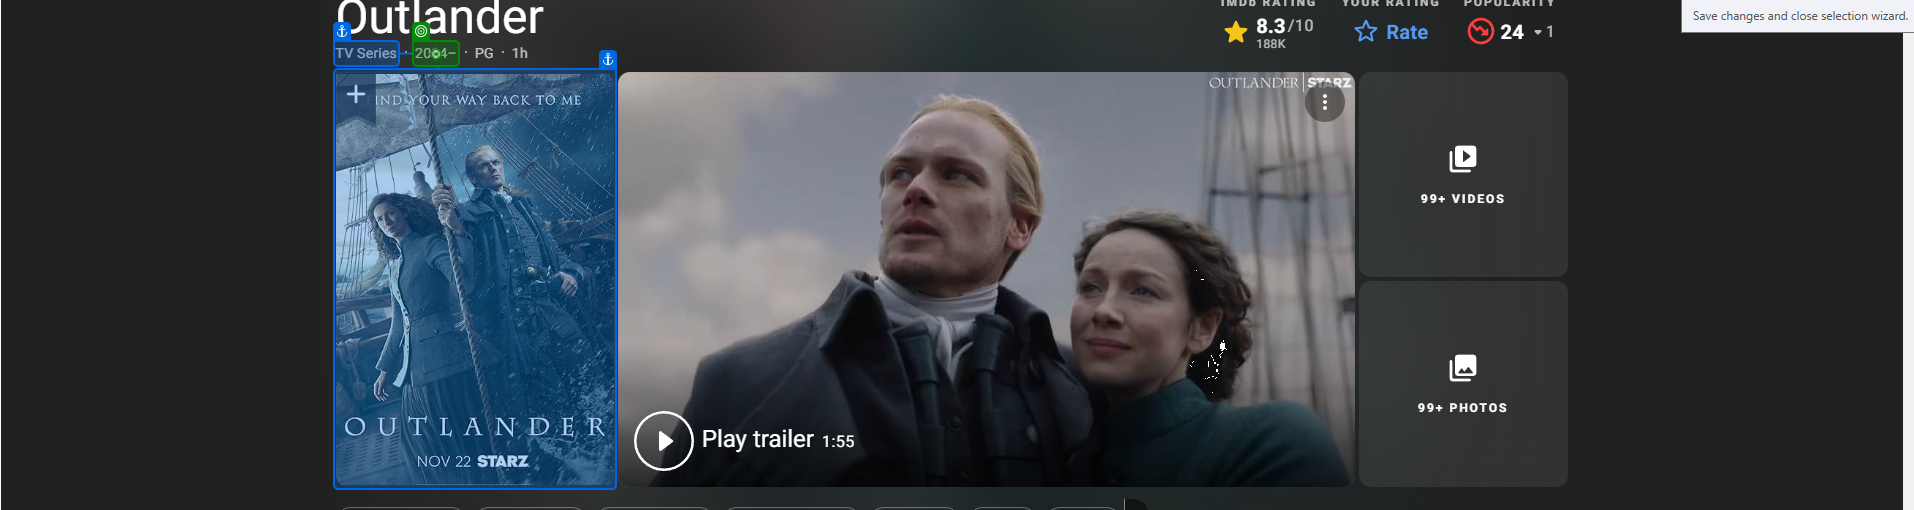 Outlander
IMDb RATING
YOUR RATING
POPULARITY
8.3/10
188K
Rate
24
1
Save changes and close selection wizard.
TV Series · · PG · 1h
IND YOUR WAY BACK TO ME
OUTLANDER
NOV 22 STARZ
OUTLANDER | STARZ
Play trailer 1:55
99+ VIDEOS
99+ PHOTOS